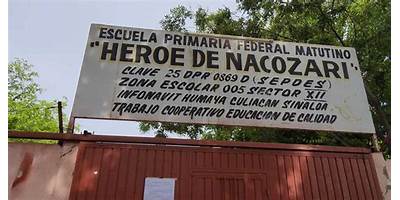 ESCUELA PRIMARIA FEDERAL MATUTINO
"HEROE DE NACOZARI"
CLAVE 25 DPR 0869 D (SEPDES)
ZONA ESCOLAR 005 SECTOR XII
INFONAVIT HUMAYA CULIACAN SINALOA
TRABAJO COOPERATIVO EDUCACION DE CALIDAD